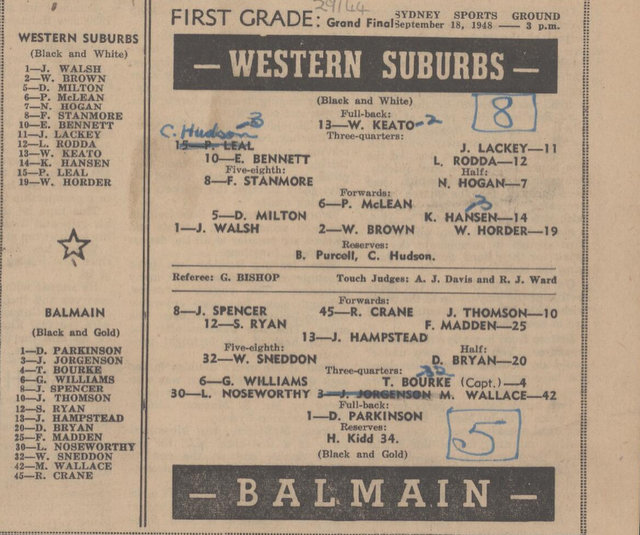 29/44
FIRST GRADE: Grand Final SYDNEY SPORTS GROUND
September 18, 1948 — 3 p.m.
WESTERN SUBURBS
(Black and White)
1—J. WALSH
2—W. BROWN
5—D. MILTON
6—P. McLEAN
7—N. HOGAN
8—F. STANMORE
10—E. BENNETT
11—J. LACKEY
12—L. RODDA
13—W. KEATO
14—K. HANSEN
15—P. LEAL
19—W. HORDER
BALMAIN
(Black and Gold)
1—D. PARKINSON
3—J. JORGENSON
4—T. BOURKE
6—G. WILLIAMS
8—J. SPENCER
10—J. THOMSON
12—S. RYAN
13—J. HAMPSTEAD
20—D. BRYAN
25—F. MADDEN
30—L. NOSEWORTHY
32—W. SNEDDON
42—M. WALLACE
45—R. CRANE
— WESTERN SUBURBS —
(Black and White)
8
Full-back:
13—W. KEATO-2
C. Hudson-3
Three-quarters:
15—P. LEAL J. LACKEY—11
10—E. BENNETT L. RODDA—12
Five-eighth: Half:
8—F. STANMORE N. HOGAN—7
Forwards:
6—P. McLEAN
3
5—D. MILTON K. HANSEN—14
1—J. WALSH 2—W. BROWN W. HORDER—19
Reserves:
B. Purcell, C. Hudson.
Referee: G. BISHOP Touch Judges: A. J. Davis and R. J. Ward
Forwards:
8—J. SPENCER 45—R. CRANE J. THOMSON—10
12—S. RYAN F. MADDEN—25
13—J. HAMPSTEAD
Five-eighth: Half:
32—W. SNEDDON D. BRYAN—20
Three-quarters:
6—G. WILLIAMS T. BOURKE (Capt.)—4
30—L. NOSEWORTHY 3—J. JORGENSON M. WALLACE—42
Full-back:
1—D. PARKINSON
Reserves:
H. Kidd 34.
(Black and Gold)
5
— BALMAIN —